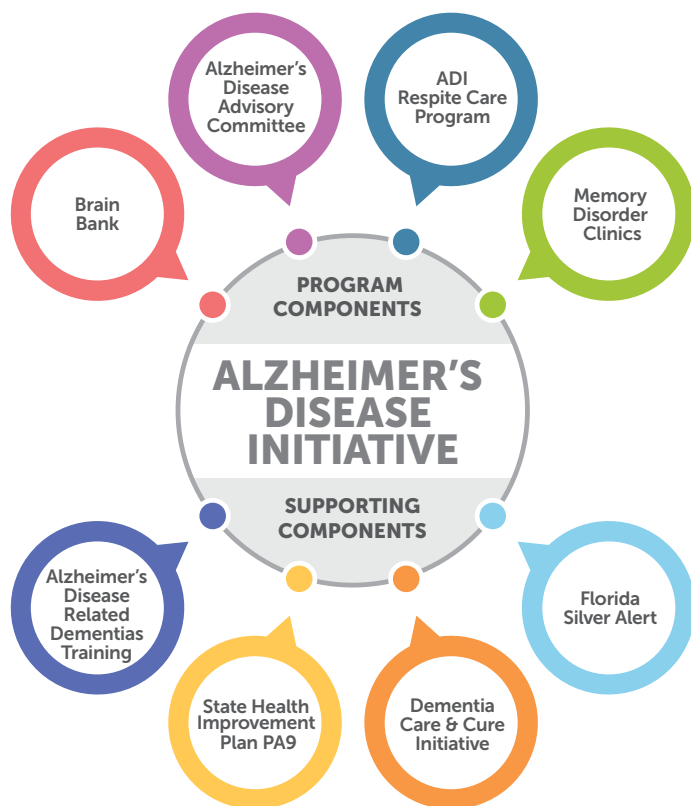 Alzheimer's
Disease
Advisory
Committee
ADI
Respite Care
Program
Brain
Bank
Memory
Disorder
Clinics
PROGRAM
COMPONENTS
ALZHEIMER'S
DISEASE
INITIATIVE
SUPPORTING
COMPONENTS
Alzheimer's
Disease
Related
Dementias
Training
Florida
Silver Alert
State Health
Improvement
Plan PA9
Dementia
Care & Cure
Initiative